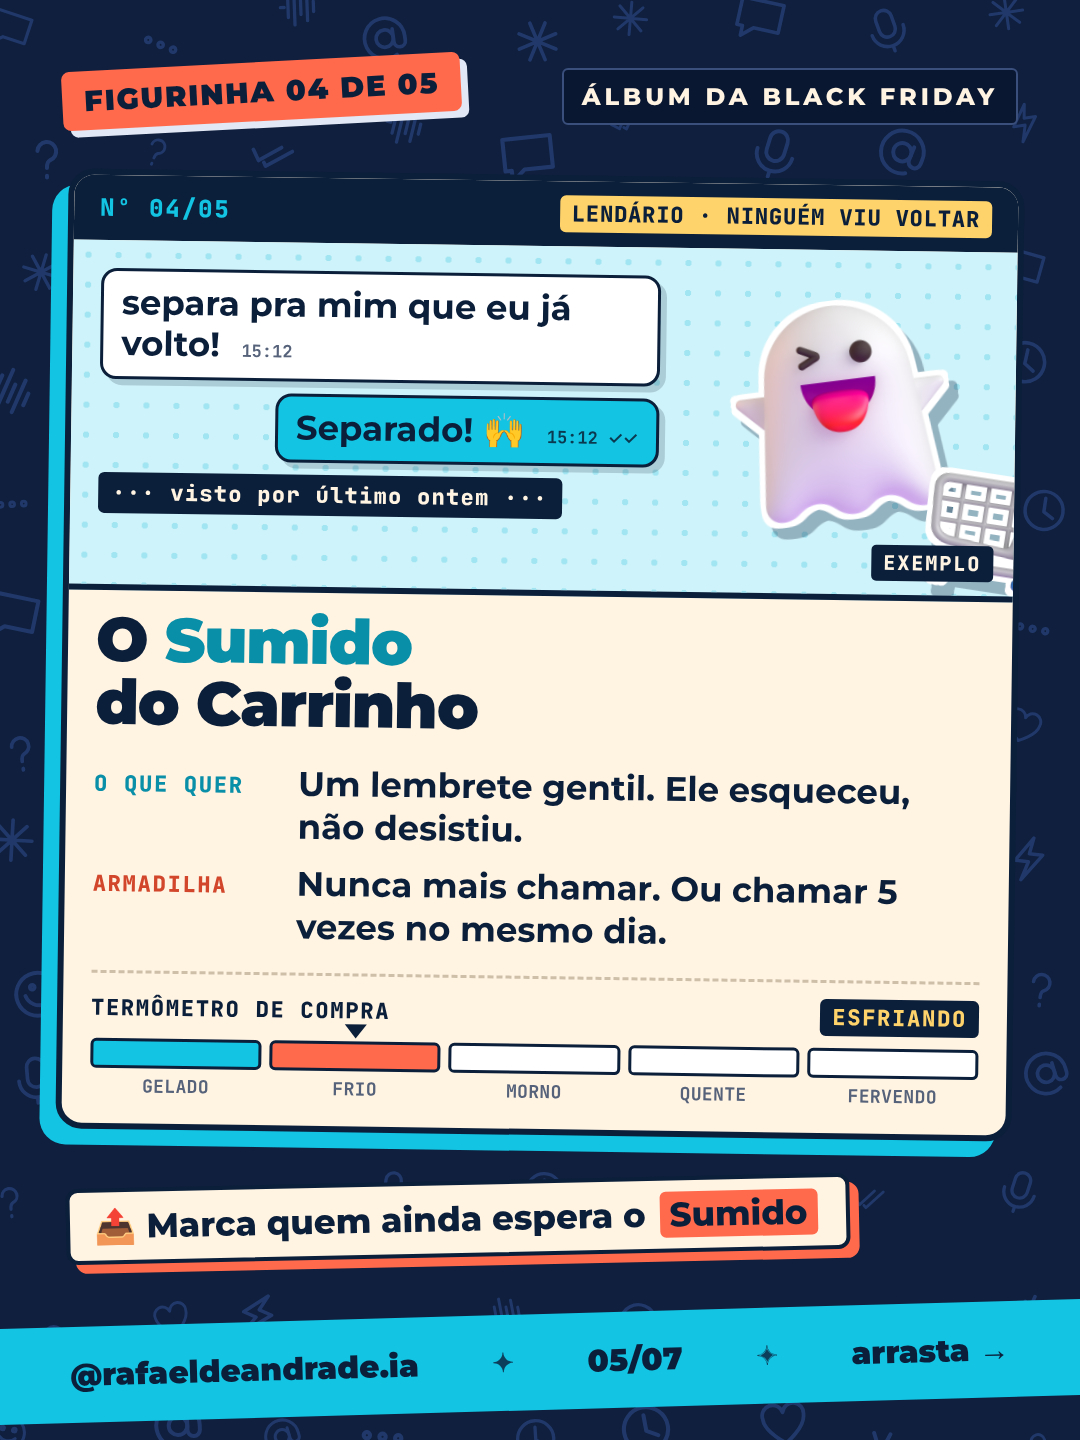 FIGURINHA 04 DE 05
ÁLBUM DA BLACK FRIDAY
N° 04/05
LENDÁRIO · NINGUÉM VIU VOLTAR
separa pra mim que eu já
volto! 15:12
Separado! 🙌 15:12 ✓✓
··· visto por último ontem ···
EXEMPLO
O Sumido
do Carrinho
O QUE QUER
Um lembrete gentil. Ele esqueceu,
não desistiu.
ARMADILHA
Nunca mais chamar. Ou chamar 5
vezes no mesmo dia.
TERMÔMETRO DE COMPRA
ESFRIANDO
GELADO
FRIO
MORNO
QUENTE
FERVENDO
📤 Marca quem ainda espera o Sumido
@rafaeldeandrade.ia ✦ 05/07 ✦ arrasta →